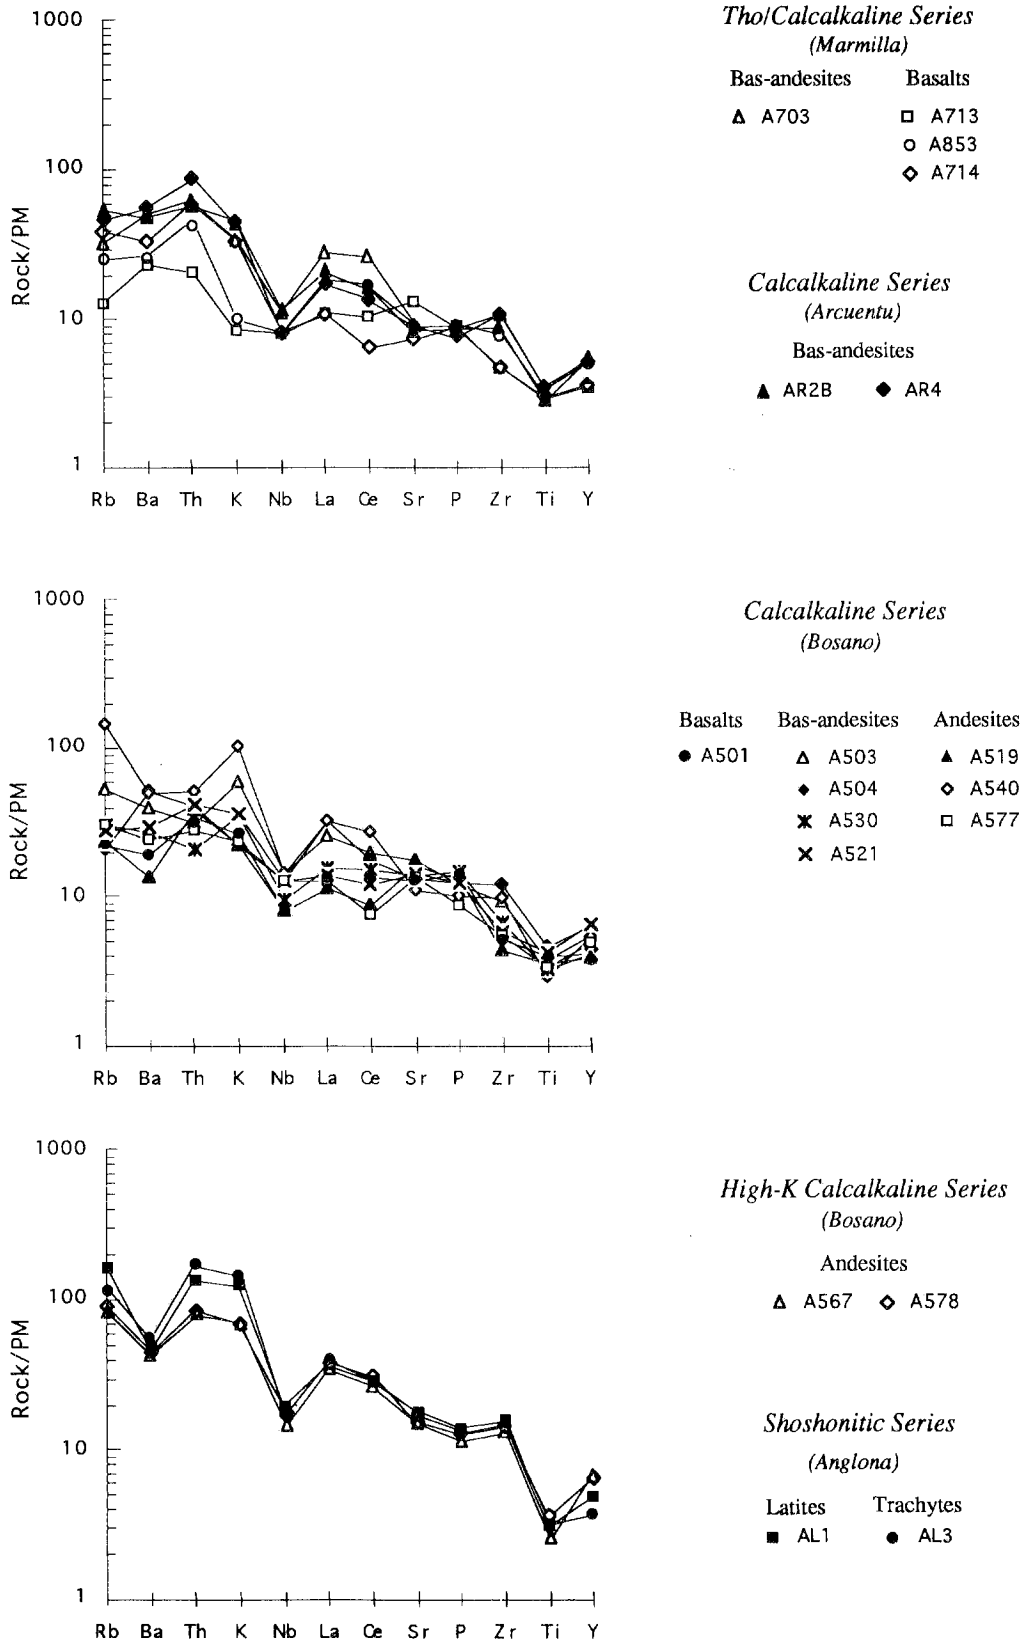 1000
100
10
1
Rock/PM
Rb Ba Th K Nb La Ce Sr P Zr Ti Y
Tho/Calcalkaline Series
(Marmilla)
Bas-andesites Basalts
A703 A713
A853
A714
Calcalkaline Series
(Arcuentu)
Bas-andesites
AR2B AR4
1000
100
10
1
Rock/PM
Rb Ba Th K Nb La Ce Sr P Zr Ti Y
Calcalkaline Series
(Bosano)
Basalts Bas-andesites Andesites
A501 A503 A519
A504 A540
A530 A577
A521
1000
100
10
1
Rock/PM
Rb Ba Th K Nb La Ce Sr P Zr Ti Y
High-K Calcalkaline Series
(Bosano)
Andesites
A567 A578
Shoshonitic Series
(Anglona)
Latites Trachytes
AL1 AL3